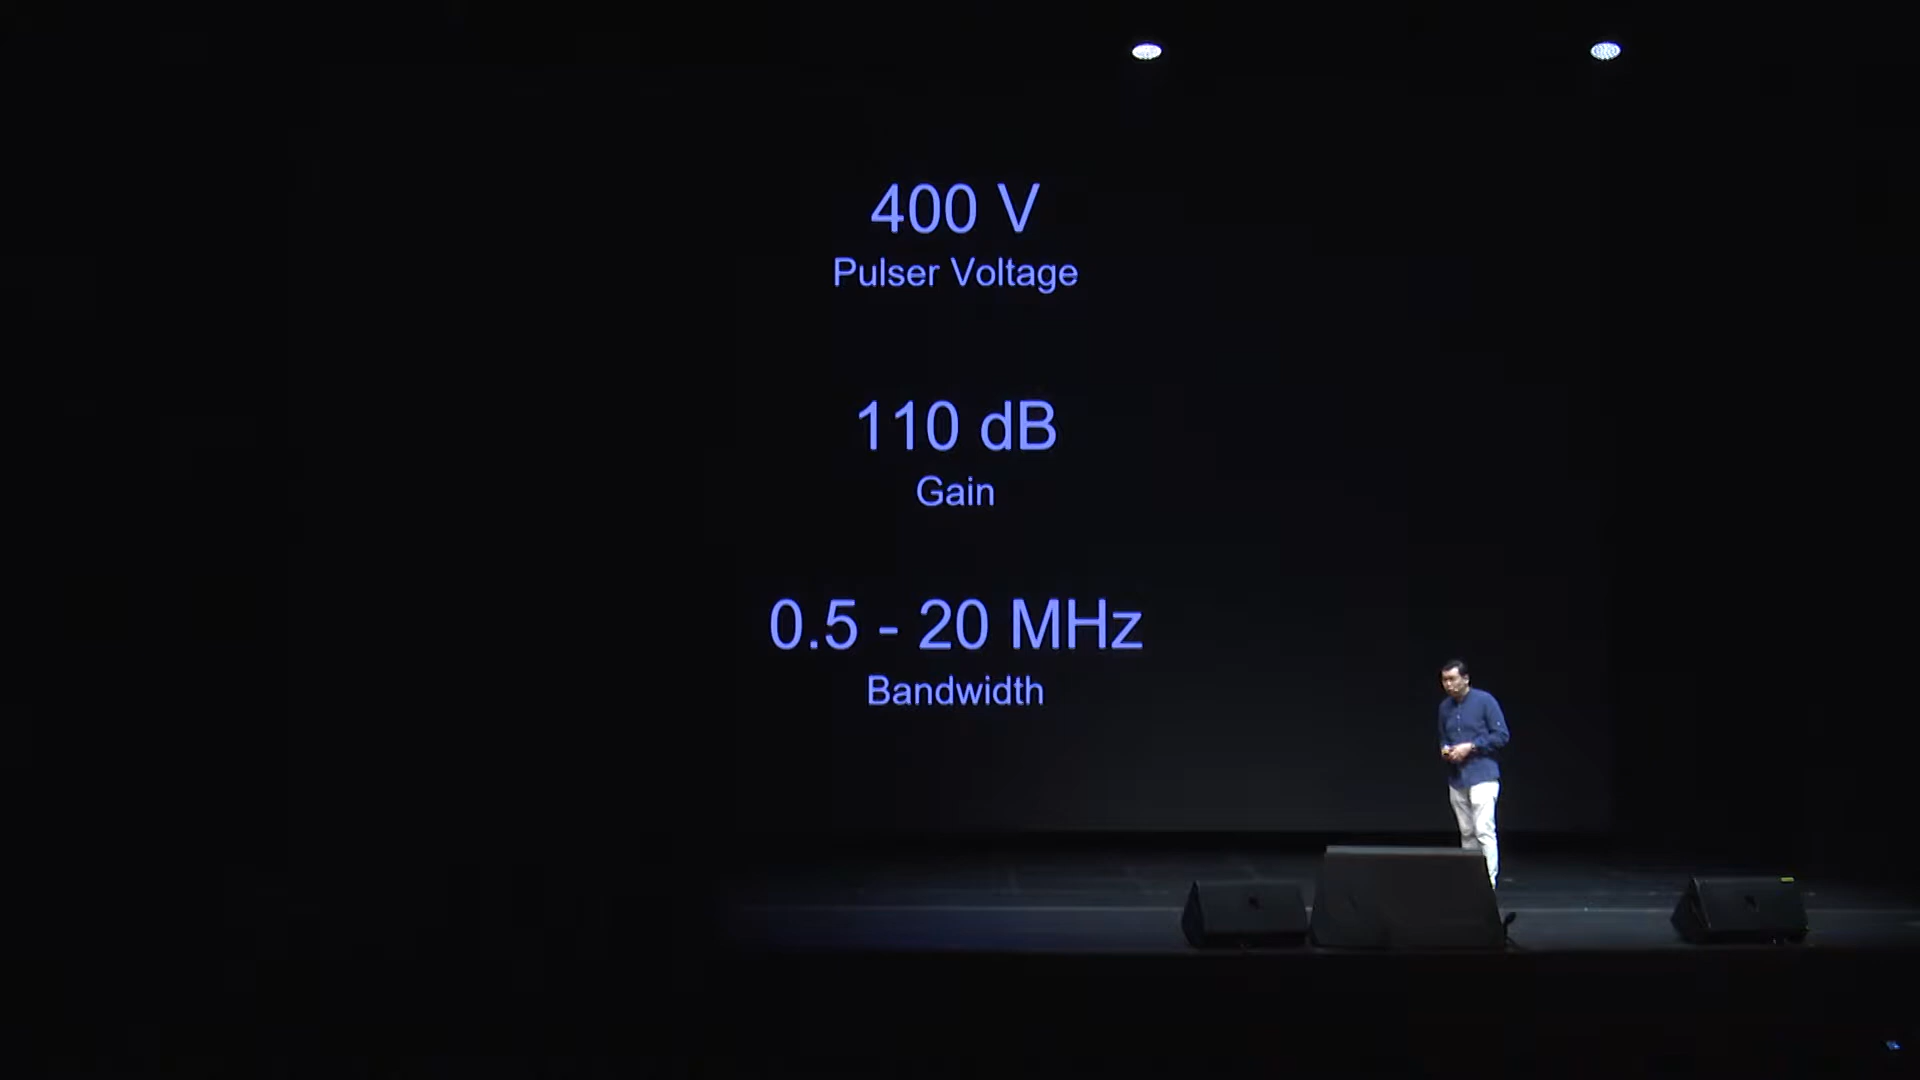 400 V
Pulser Voltage
110 dB
Gain
0.5 - 20 MHz
Bandwidth